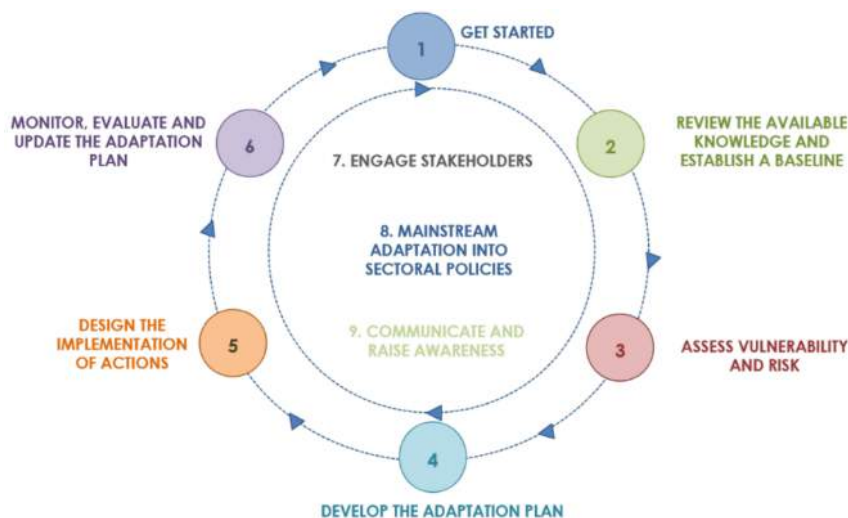 1
GET STARTED
2
REVIEW THE AVAILABLE
KNOWLEDGE AND
ESTABLISH A BASELINE
3
ASSESS VULNERABILITY
AND RISK
4
DEVELOP THE ADAPTATION PLAN
5
DESIGN THE
IMPLEMENTATION
OF ACTIONS
6
MONITOR, EVALUATE AND
UPDATE THE ADAPTATION
PLAN
7. ENGAGE STAKEHOLDERS
8. MAINSTREAM
ADAPTATION INTO
SECTORAL POLICIES
9. COMMUNICATE AND
RAISE AWARENESS